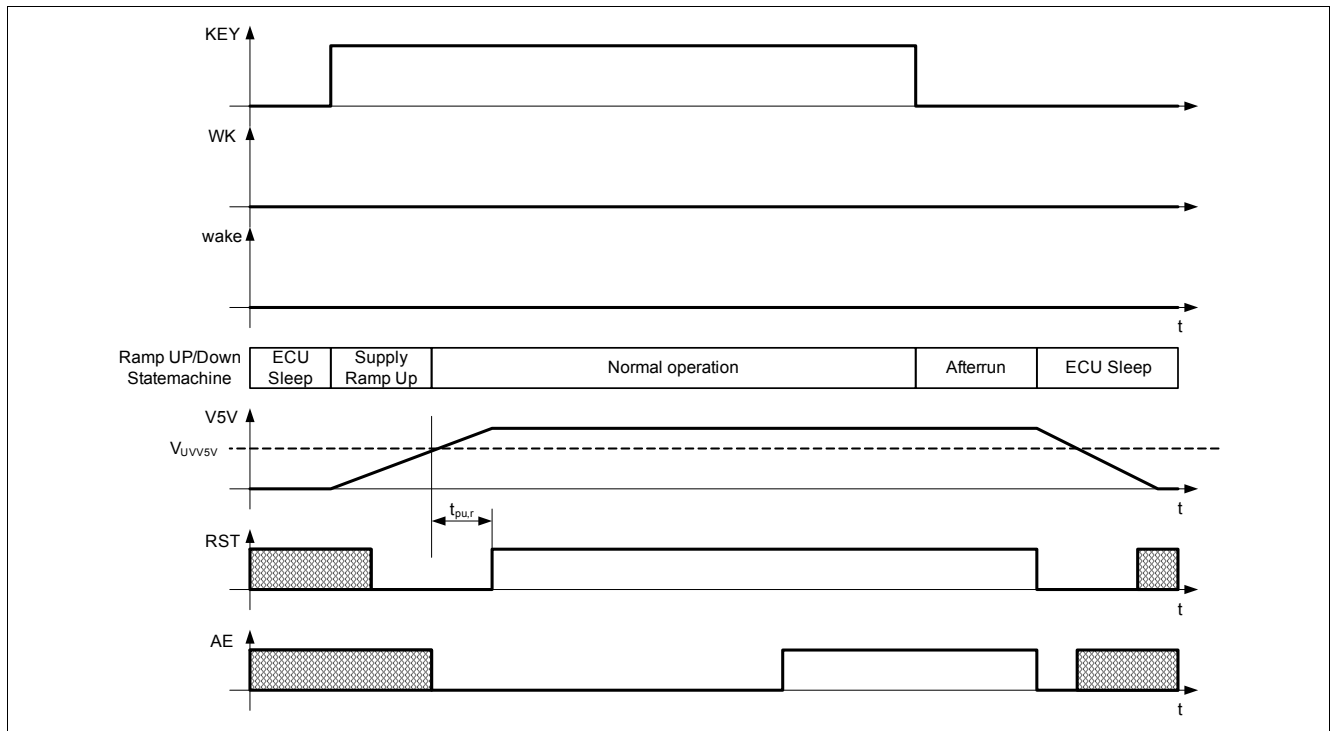 KEY
WK
wake
t
Ramp UP/Down
Statemachine
ECU
Sleep
Supply
Ramp Up
Normal operation
Afterrun
ECU Sleep
V5V
VUVV5V
t
tpu,r
RST
t
AE
t